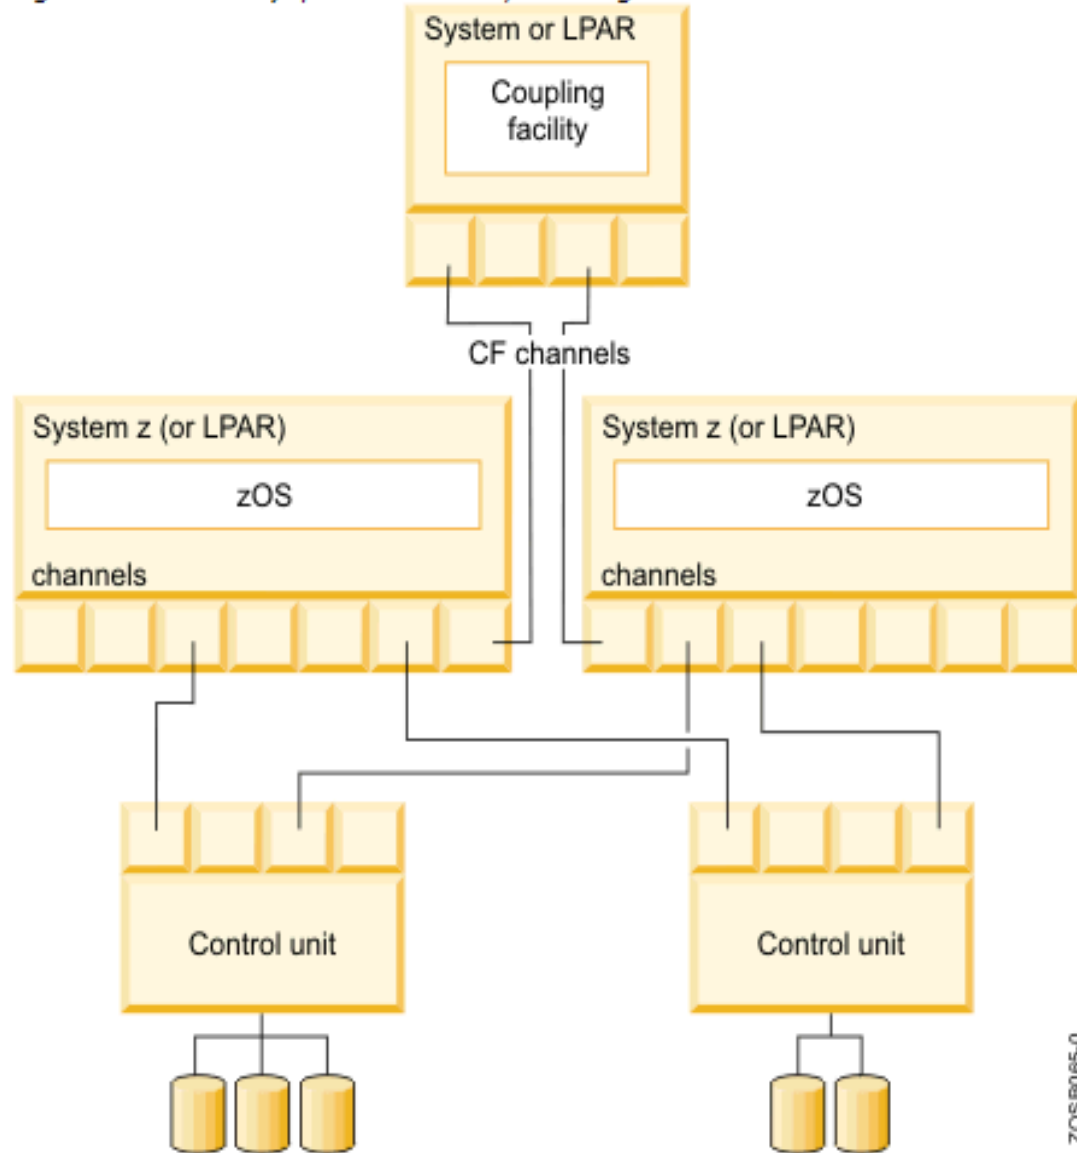 System or LPAR
Coupling
facility
CF channels
System z (or LPAR)
zOS
channels
System z (or LPAR)
zOS
channels
Control unit
Control unit